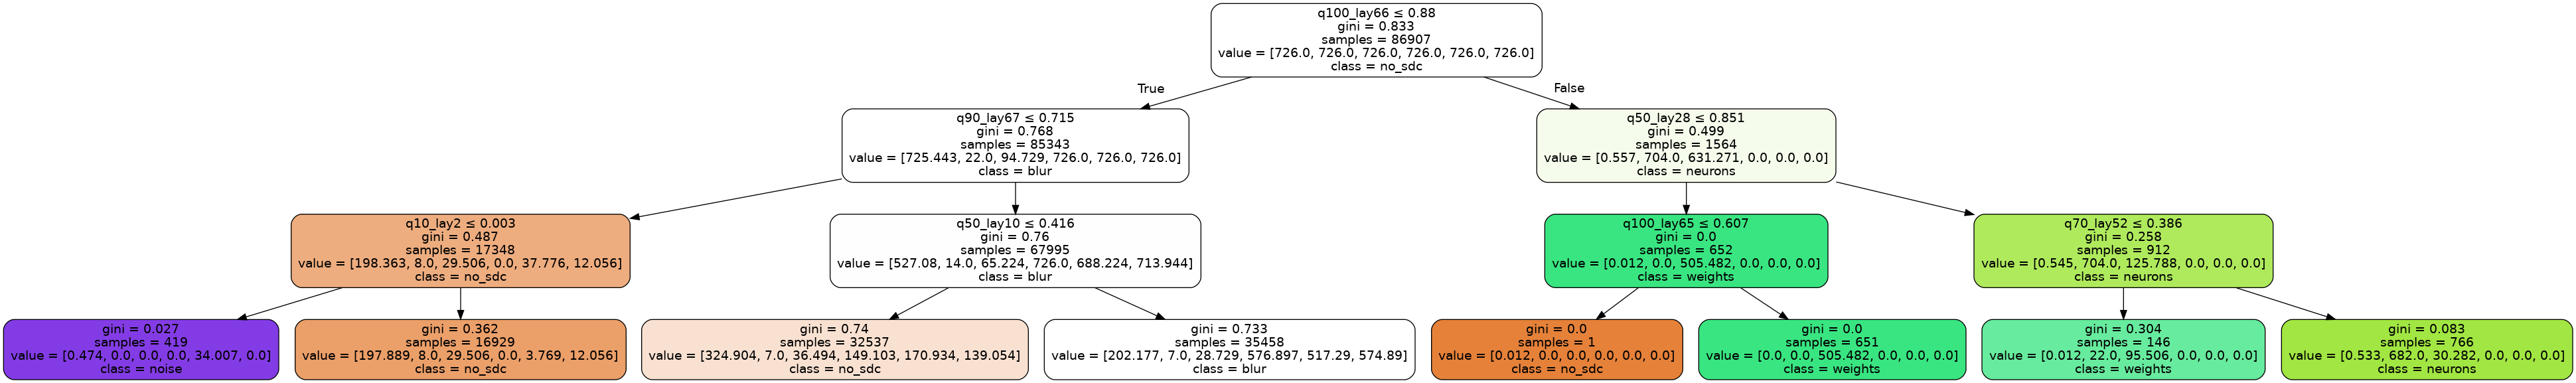 q100_lay66 ≤ 0.88
gini = 0.833
samples = 86907
value = [726.0, 726.0, 726.0, 726.0, 726.0, 726.0]
class = no_sdc
True
False
q90_lay67 ≤ 0.715
gini = 0.768
samples = 85343
value = [725.443, 22.0, 94.729, 726.0, 726.0, 726.0]
class = blur
q50_lay28 ≤ 0.851
gini = 0.499
samples = 1564
value = [0.557, 704.0, 631.271, 0.0, 0.0, 0.0]
class = neurons
q10_lay2 ≤ 0.003
gini = 0.487
samples = 17348
value = [198.363, 8.0, 29.506, 0.0, 37.776, 12.056]
class = no_sdc
q50_lay10 ≤ 0.416
gini = 0.76
samples = 67995
value = [527.08, 14.0, 65.224, 726.0, 688.224, 713.944]
class = blur
q100_lay65 ≤ 0.607
gini = 0.0
samples = 652
value = [0.012, 0.0, 505.482, 0.0, 0.0, 0.0]
class = weights
q70_lay52 ≤ 0.386
gini = 0.258
samples = 912
value = [0.545, 704.0, 125.788, 0.0, 0.0, 0.0]
class = neurons
gini = 0.027
samples = 419
value = [0.474, 0.0, 0.0, 0.0, 34.007, 0.0]
class = noise
gini = 0.362
samples = 16929
value = [197.889, 8.0, 29.506, 0.0, 3.769, 12.056]
class = no_sdc
gini = 0.74
samples = 32537
value = [324.904, 7.0, 36.494, 149.103, 170.934, 139.054]
class = no_sdc
gini = 0.733
samples = 35458
value = [202.177, 7.0, 28.729, 576.897, 517.29, 574.89]
class = blur
gini = 0.0
samples = 1
value = [0.012, 0.0, 0.0, 0.0, 0.0, 0.0]
class = no_sdc
gini = 0.0
samples = 651
value = [0.0, 0.0, 505.482, 0.0, 0.0, 0.0]
class = weights
gini = 0.304
samples = 146
value = [0.012, 22.0, 95.506, 0.0, 0.0, 0.0]
class = weights
gini = 0.083
samples = 766
value = [0.533, 682.0, 30.282, 0.0, 0.0, 0.0]
class = neurons